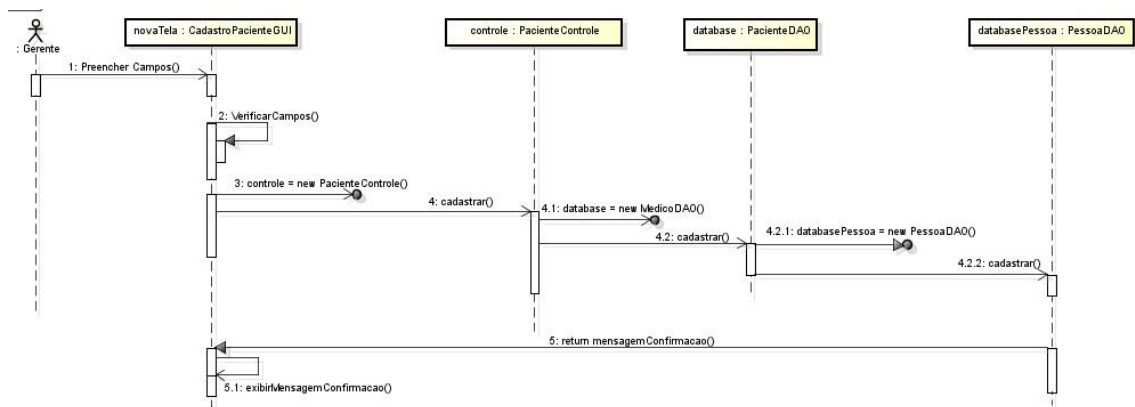 novaTela : CadastroPacienteGUI
controle : PacienteControle
database : PacienteDAO
databasePessoa : PessoaDAO
: Gerente
1: Preencher Campos()
2: VerificarCampos()
3: controle = new PacienteControle()
4: cadastrar()
4.1: database = new MedicoDAO()
4.2: cadastrar()
4.2.1: databasePessoa = new PessoaDAO()
4.2.2: cadastrar()
5: return mensagemConfirmacao()
5.1: exibirMensagemConfirmacao()